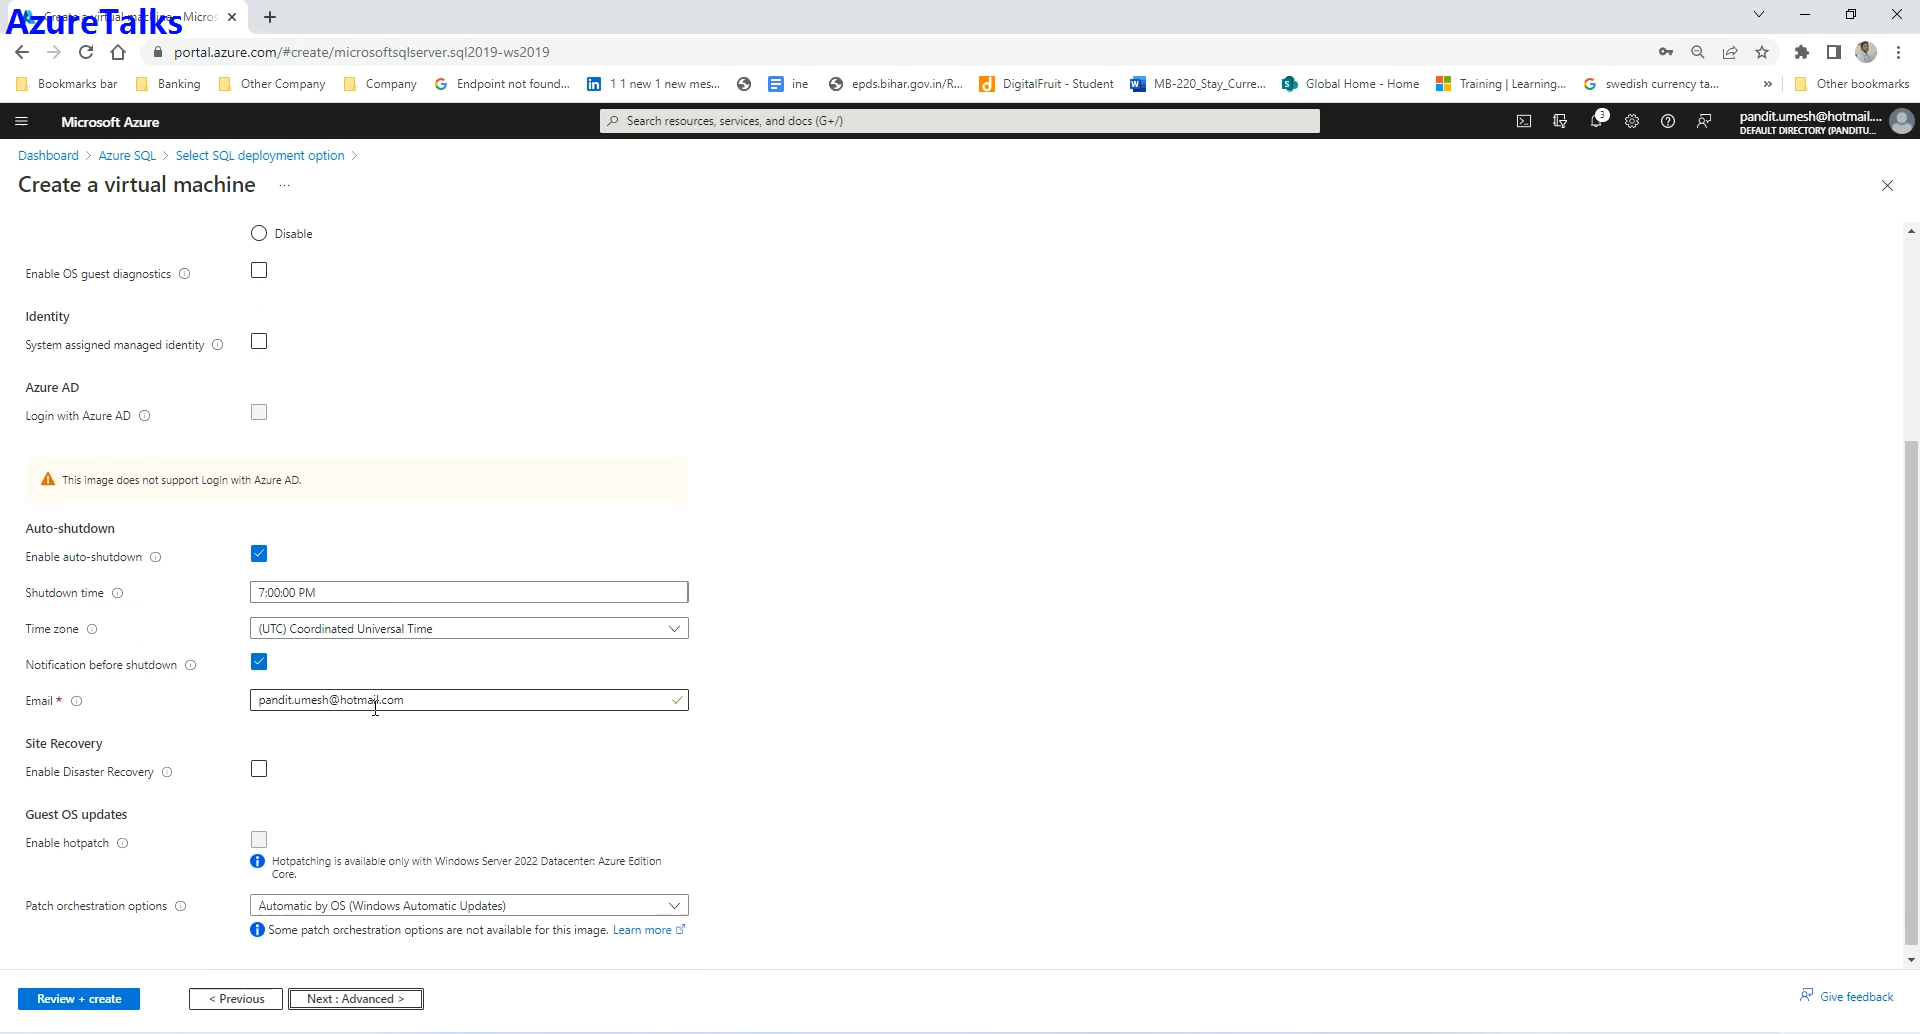 AzureTalks
portal.azure.com/#create/microsoftsqlserver.sql2019-ws2019
Bookmarks bar
Banking
Other Company
Company
Endpoint not found...
1 1 new 1 new mes...
ine
epds.bihar.gov.in/R...
DigitalFruit - Student
MB-220_Stay_Curre...
Global Home - Home
Training | Learning...
swedish currency ta...
»
Other bookmarks
Microsoft Azure
Search resources, services, and docs (G+/)
3
pandit.umesh@hotmail....
DEFAULT DIRECTORY (PANDITU...
Dashboard > Azure SQL > Select SQL deployment option >
Create a virtual machine ...
Disable
Enable OS guest diagnostics
Identity
System assigned managed identity
Azure AD
Login with Azure AD
This image does not support Login with Azure AD.
Auto-shutdown
Enable auto-shutdown
Shutdown time
7:00:00 PM
Time zone
(UTC) Coordinated Universal Time
Notification before shutdown
Email *
pandit.umesh@hotmail.com
Site Recovery
Enable Disaster Recovery
Guest OS updates
Enable hotpatch
Hotpatching is available only with Windows Server 2022 Datacenter: Azure Edition
Core.
Patch orchestration options
Automatic by OS (Windows Automatic Updates)
Some patch orchestration options are not available for this image. Learn more
Review + create
< Previous
Next : Advanced >
Give feedback